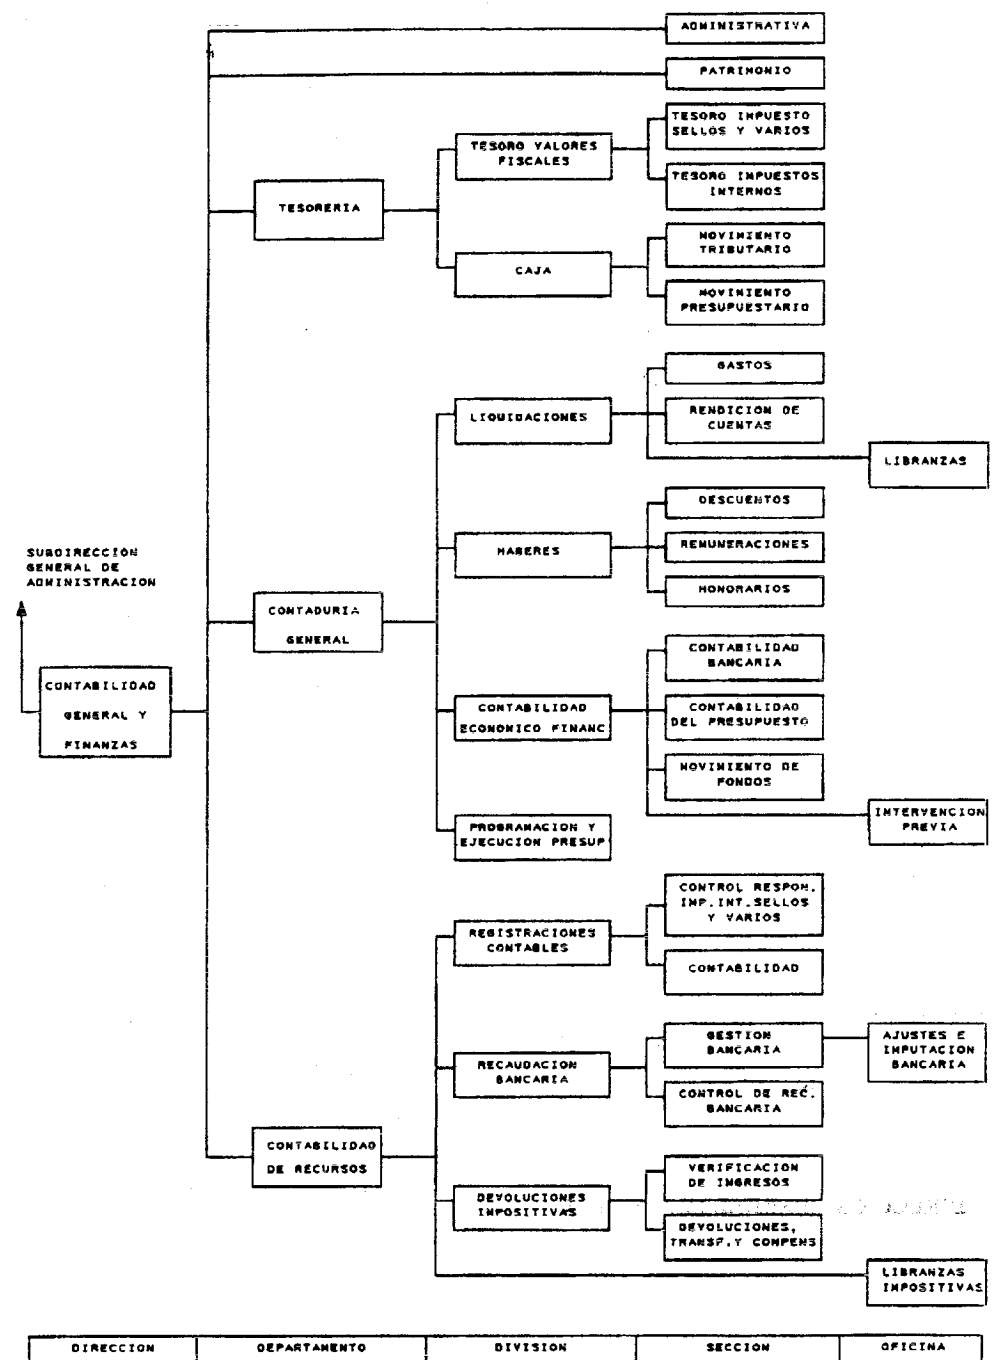 ADMINISTRATIVA
PATRIMONIO
TESORO IMPUESTO
SELLOS Y VARIOS
TESORO VALORES
FISCALES
TESORO IMPUESTOS
INTERNOS
TESORERIA
MOVIMIENTO
TRIBUTARIO
CAJA
MOVIMIENTO
PRESUPUESTARIO
GASTOS
LIQUIDACIONES
RENDICION DE
CUENTAS
LIBRANZAS
DESCUENTOS
HABERES
REMUNERACIONES
HONORARIOS
SUBDIRECCION
GENERAL DE
ADMINISTRACION
CONTADURIA
GENERAL
CONTABILIDAD
BANCARIA
CONTABILIDAD
GENERAL Y
FINANZAS
CONTABILIDAD
ECONOMICO FINANC
CONTABILIDAD
DEL PRESUPUESTO
MOVIMIENTO DE
FONDOS
INTERVENCION
PREVIA
PROGRAMACION Y
EJECUCION PRESUP
CONTROL RESPON.
IMP.INT.SELLOS
Y VARIOS
REGISTRACIONES
CONTABLES
CONTABILIDAD
GESTION
BANCARIA
AJUSTES E
IMPUTACION
BANCARIA
RECAUDACION
BANCARIA
CONTROL DE REC.
BANCARIA
CONTABILIDAD
DE RECURSOS
VERIFICACION
DE INGRESOS
DEVOLUCIONES
IMPOSITIVAS
DEVOLUCIONES,
TRANSF.Y COMPENS
LIBRANZAS
IMPOSITIVAS
DIRECCION DEPARTAMENTO DIVISION SECCION OFICINA